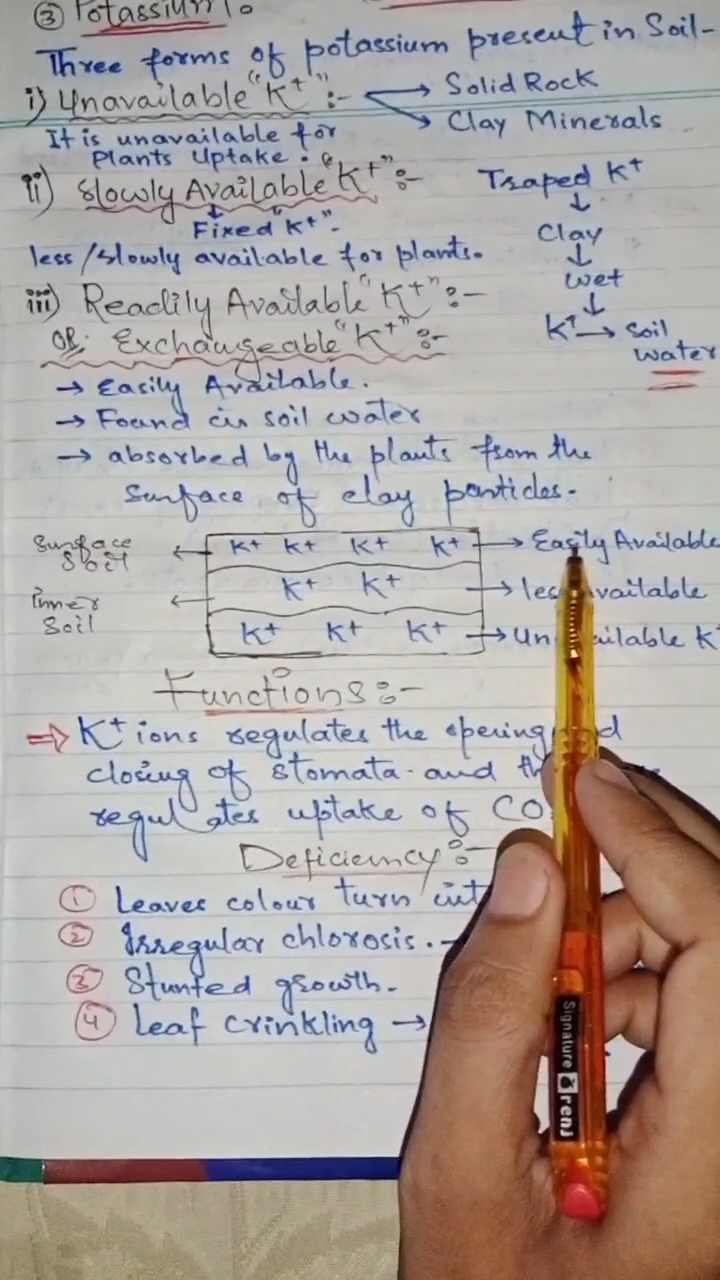 ③ Potassium:
Three forms of potassium present in Soil-
i) Unavailable "K+" :- → Solid Rock
→ Clay Minerals
It is unavailable for
Plants Uptake.
ii) Slowly Available "K+" :-
↓
Fixed "K+".
less/slowly available for plants.
Traped K+
↓
Clay
↓
Wet
↓
K+ → Soil
water
iii) Readily Available "K+" :-
OR. Exchangeable "K+" :-
→ Easily Available.
→ Found in soil water
→ absorbed by the plants from the
Surface of clay particles.
Surface Soil ← K+ K+ K+ K+ → Easily Available
Inner Soil ← K+ K+ → less
K+ K+ K+ → K+
Functions :-
⇒ K+ ions regulates the opening
closing of stomata and
regulates uptake of
Deficiency :-
① Leaves colour turn
② Irregular chlorosis. -
③ Stunted growth.
④ Leaf crinkling →
Signature renj